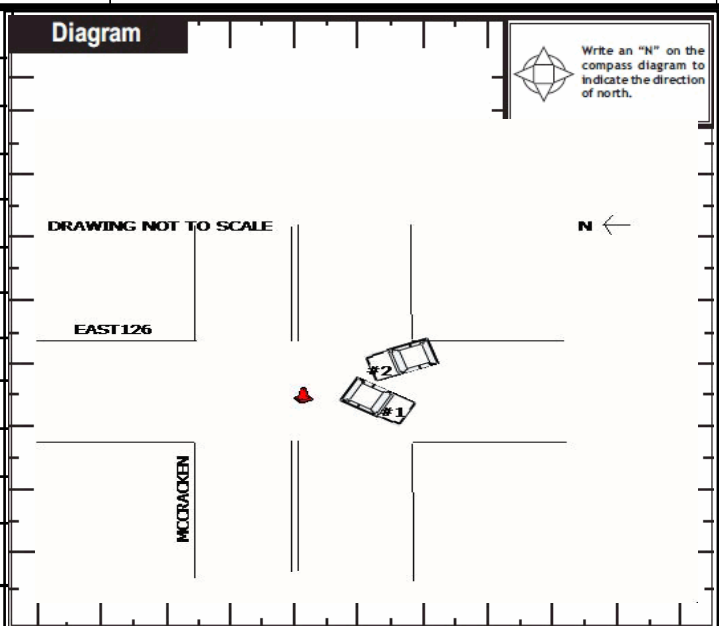 Diagram
Write an “N” on the
compass diagram to
indicate the direction
of north.
DRAWING NOT TO SCALE
N
EAST126
#2
#1
MCCRACKEN